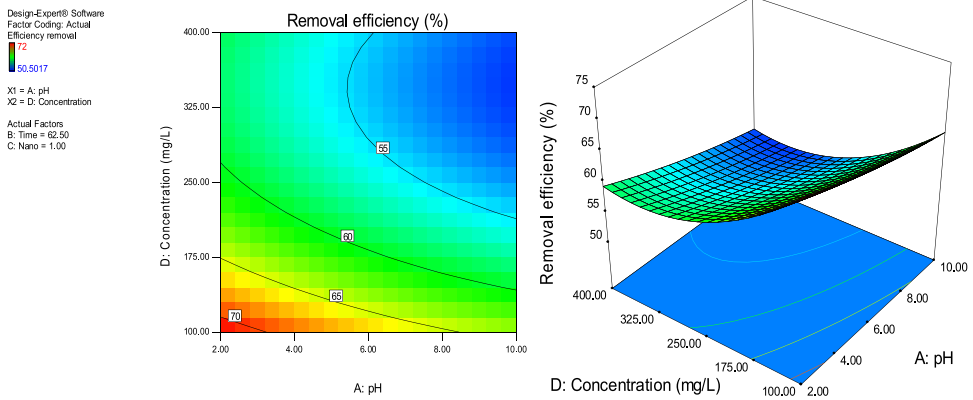 Design-Expert® Software
Factor Coding: Actual
Efficiency removal
72
50.5017
X1 = A: pH
X2 = D: Concentration
Actual Factors
B: Time = 62.50
C: Nano = 1.00
Removal efficiency (%)
400.00
325.00
250.00
175.00
100.00
D: Concentration (mg/L)
55
60
65
70
2.00
4.00
6.00
8.00
10.00
A: pH
75
70
65
60
55
50
Removal efficiency (%)
400.00
325.00
250.00
175.00
100.00
D: Concentration (mg/L)
2.00
4.00
6.00
8.00
10.00
A: pH